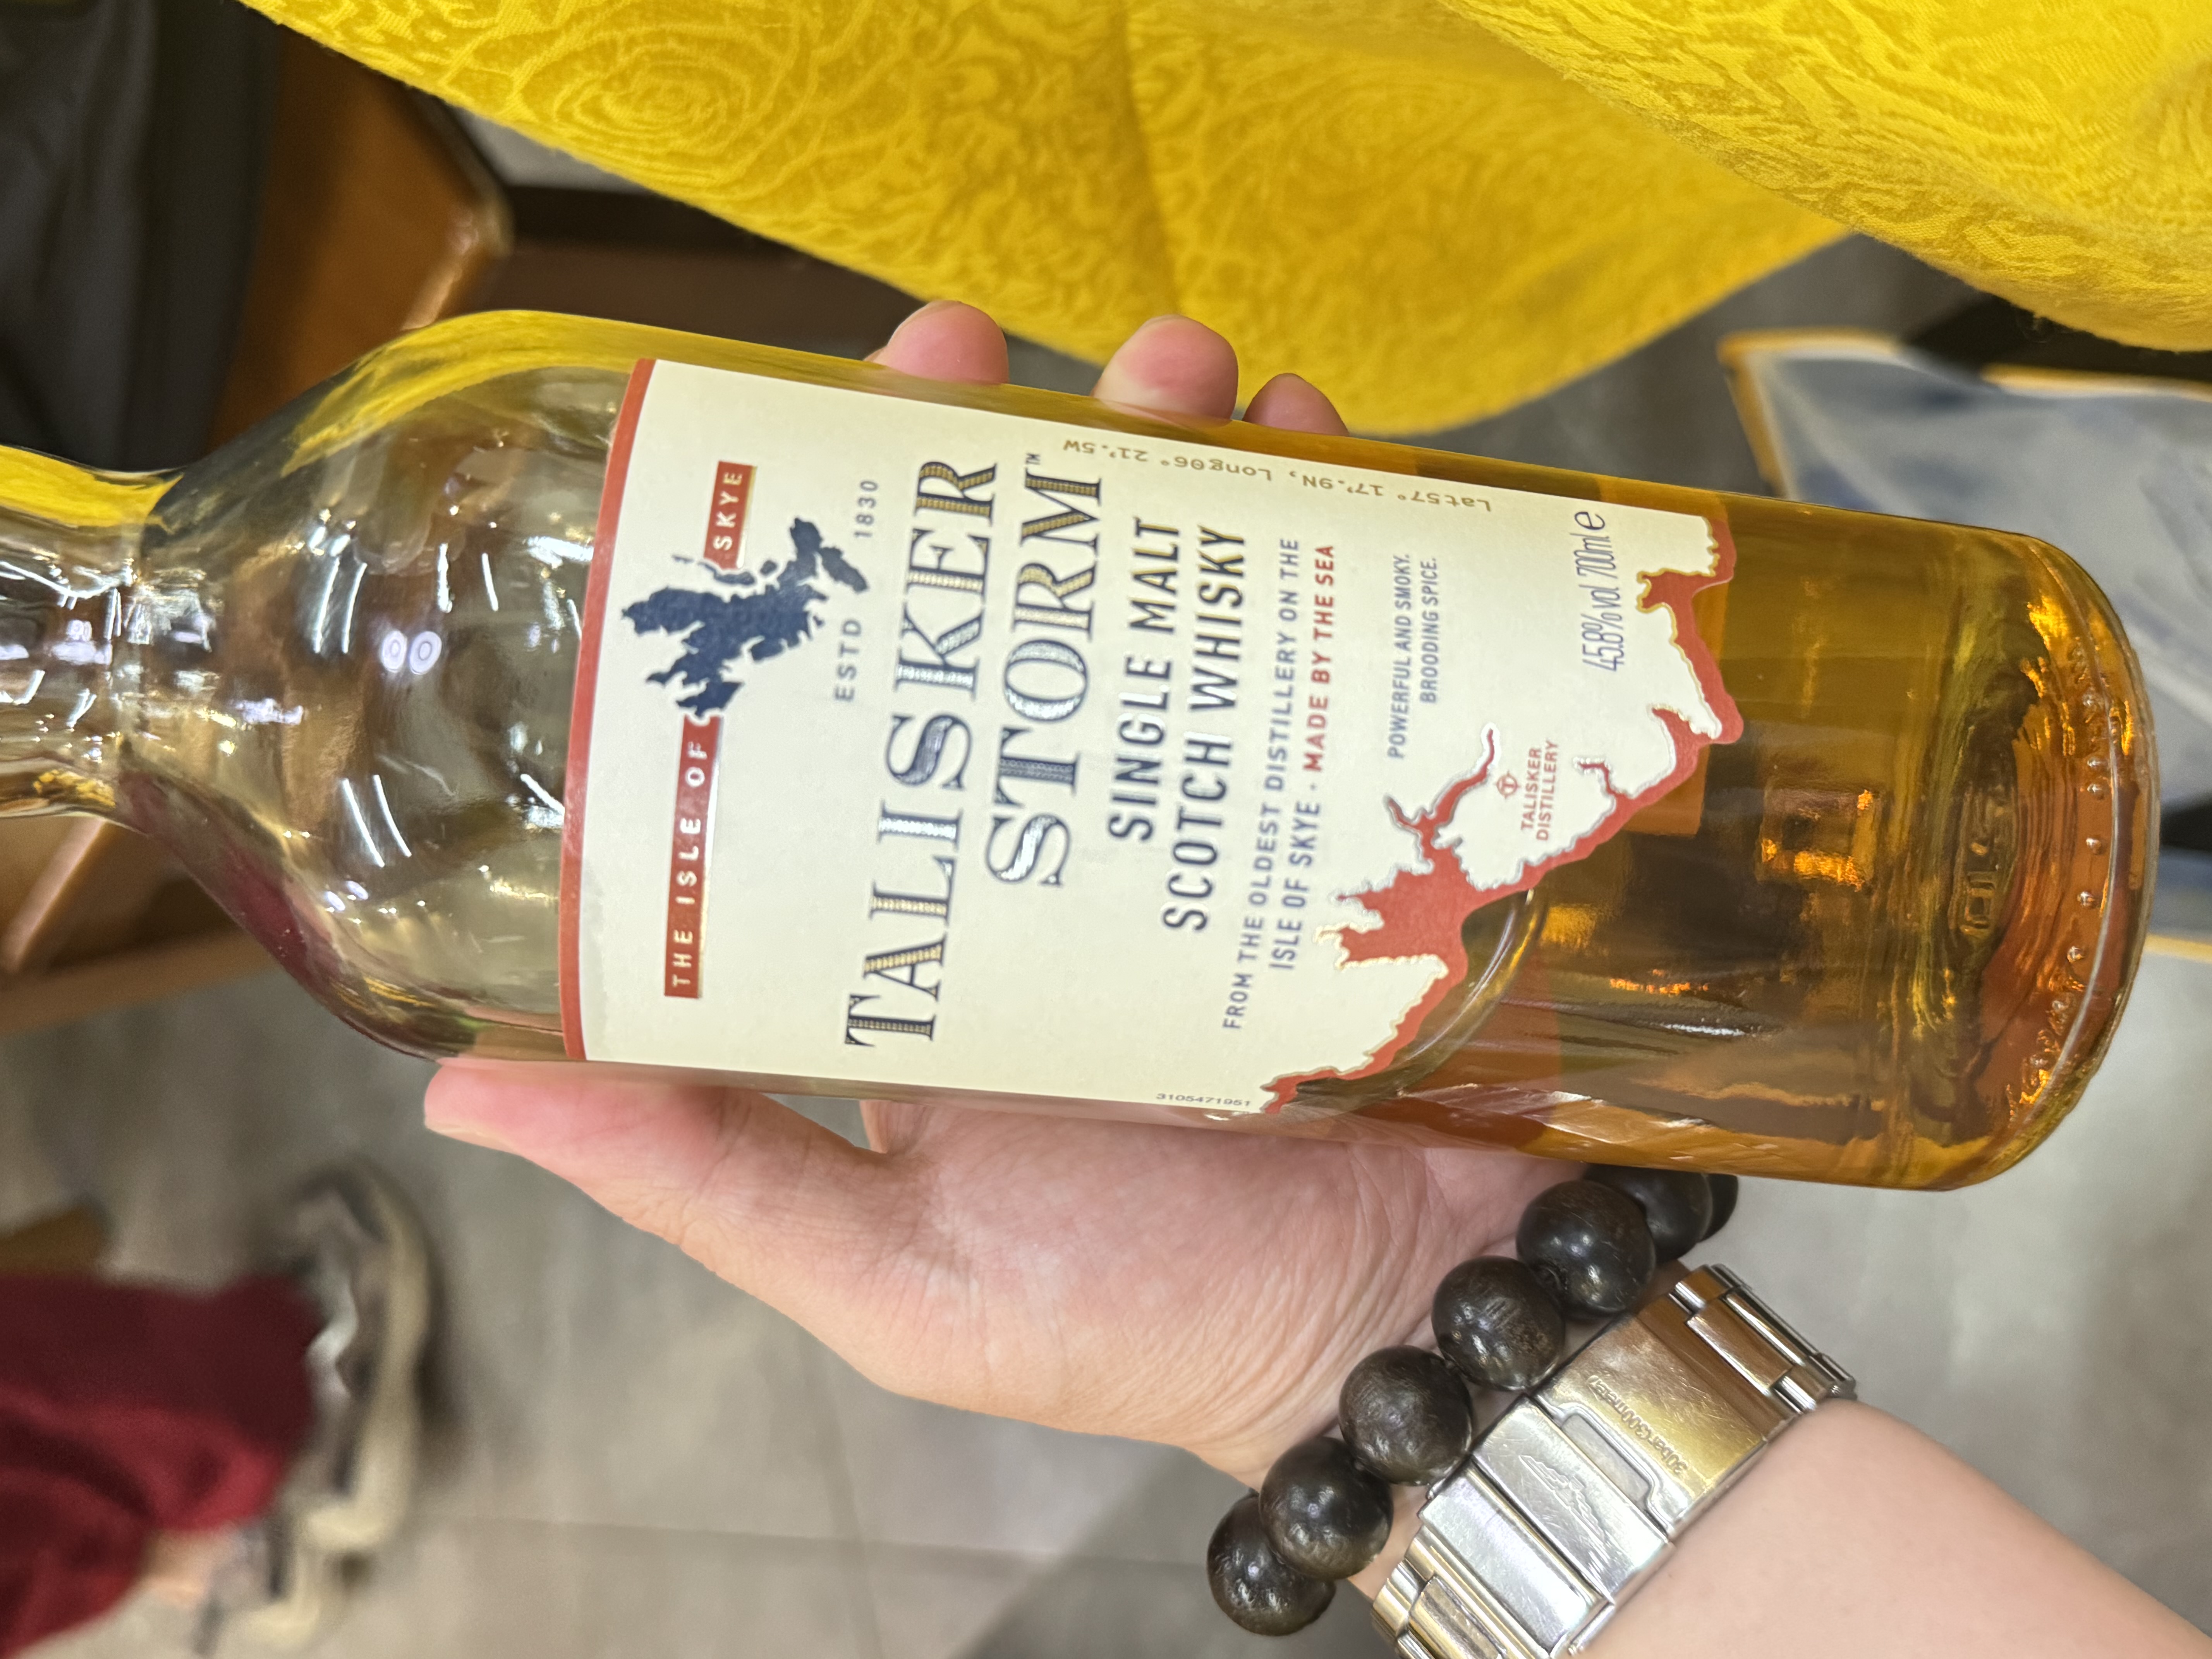 THE ISLE OF SKYE
ESTD 1830
TALISKER
STORM™
SINGLE MALT
SCOTCH WHISKY
FROM THE OLDEST DISTILLERY ON THE
ISLE OF SKYE · MADE BY THE SEA
POWERFUL AND SMOKY.
BROODING SPICE.
TALISKER
DISTILLERY
45.8% vol 700ml e
Lat57° 17'.9N, Long06° 21'.5W
3105471951
30bar=300meter